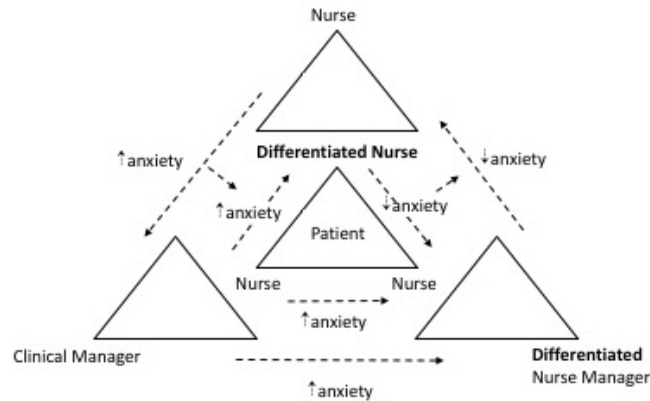 Nurse
↑anxiety
Differentiated Nurse
↓anxiety
↑anxiety
↓anxiety
Patient
Nurse
Nurse
↑anxiety
Clinical Manager
Differentiated
Nurse Manager
↑anxiety